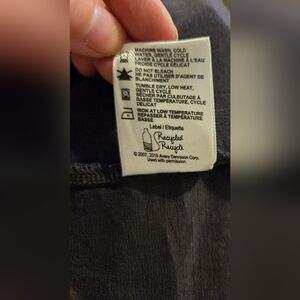 MACHINE WASH, COLD
WATER, GENTLE CYCLE
LAVER À LA MACHINE À L'EAU
FROIDE CYCLE DÉLICAT
DO NOT BLEACH
NE PAS UTILISER D'AGENT DE
BLANCHIMENT
TUMBLE DRY, LOW HEAT,
GENTLE CYCLE
SÉCHER PAR CULBUTAGE À
BASSE TEMPÉRATURE, CYCLE
DÉLICAT
IRON AT LOW TEMPERATURE
REPASSER À TEMPÉRATURE
BASSE
Label / Etiquette
Recycled
Recyclé
© 2007, 2019 Avery Dennison Corp.
Used with permission.